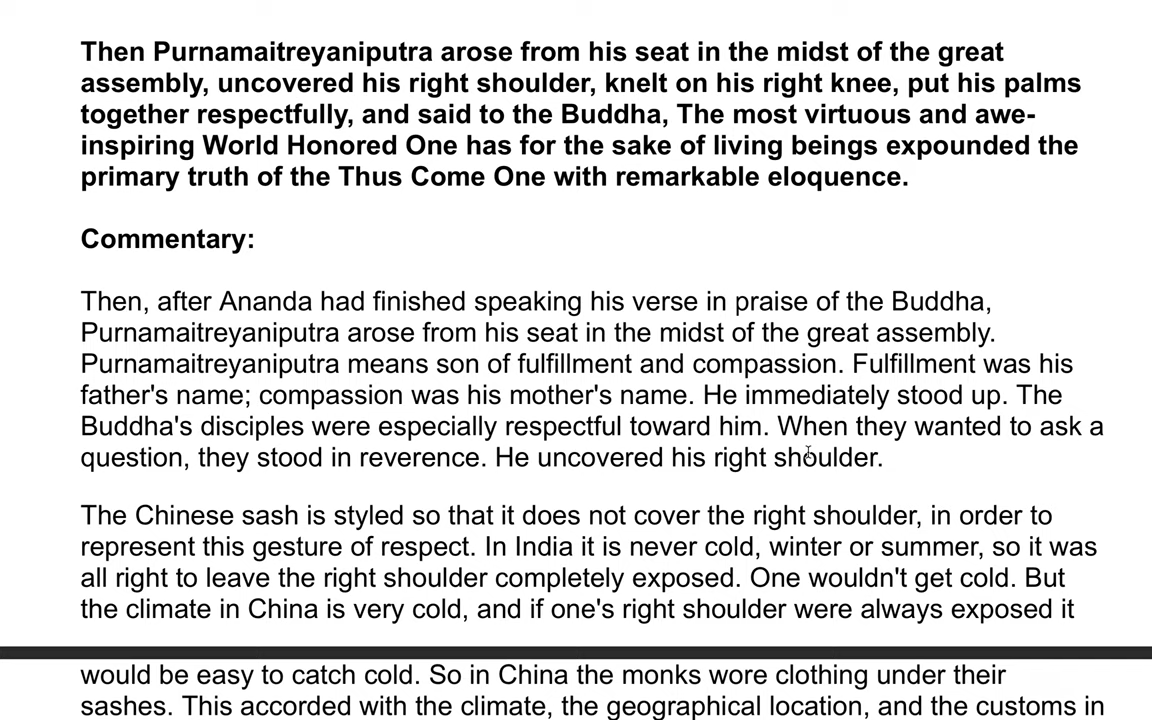 Then Purnamaitreyaniputra arose from his seat in the midst of the great
assembly, uncovered his right shoulder, knelt on his right knee, put his palms
together respectfully, and said to the Buddha, The most virtuous and awe-
inspiring World Honored One has for the sake of living beings expounded the
primary truth of the Thus Come One with remarkable eloquence.
Commentary:
Then, after Ananda had finished speaking his verse in praise of the Buddha,
Purnamaitreyaniputra arose from his seat in the midst of the great assembly.
Purnamaitreyaniputra means son of fulfillment and compassion. Fulfillment was his
father's name; compassion was his mother's name. He immediately stood up. The
Buddha's disciples were especially respectful toward him. When they wanted to ask a
question, they stood in reverence. He uncovered his right shoulder.
The Chinese sash is styled so that it does not cover the right shoulder, in order to
represent this gesture of respect. In India it is never cold, winter or summer, so it was
all right to leave the right shoulder completely exposed. One wouldn't get cold. But
the climate in China is very cold, and if one's right shoulder were always exposed it
would be easy to catch cold. So in China the monks wore clothing under their
sashes. This accorded with the climate, the geographical location, and the customs in